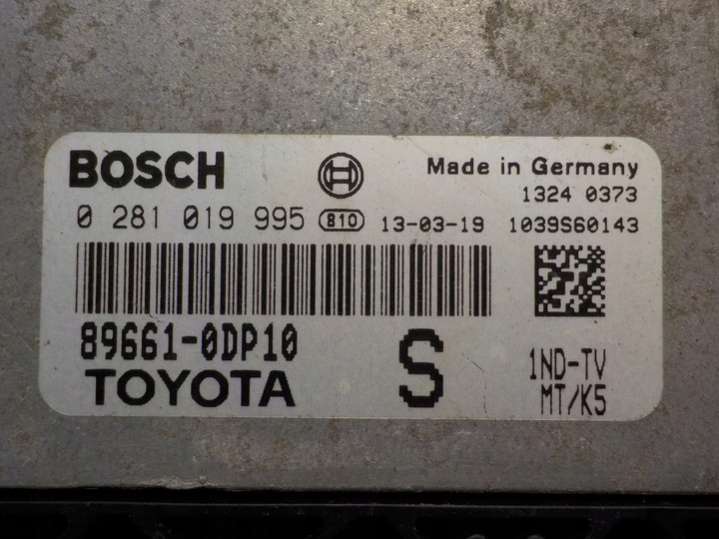 BOSCH Made in Germany
1324 0373
0 281 019 995 810 13-03-19 1039S60143
89661-0DP10 S 1ND-TV
TOYOTA MT/K5